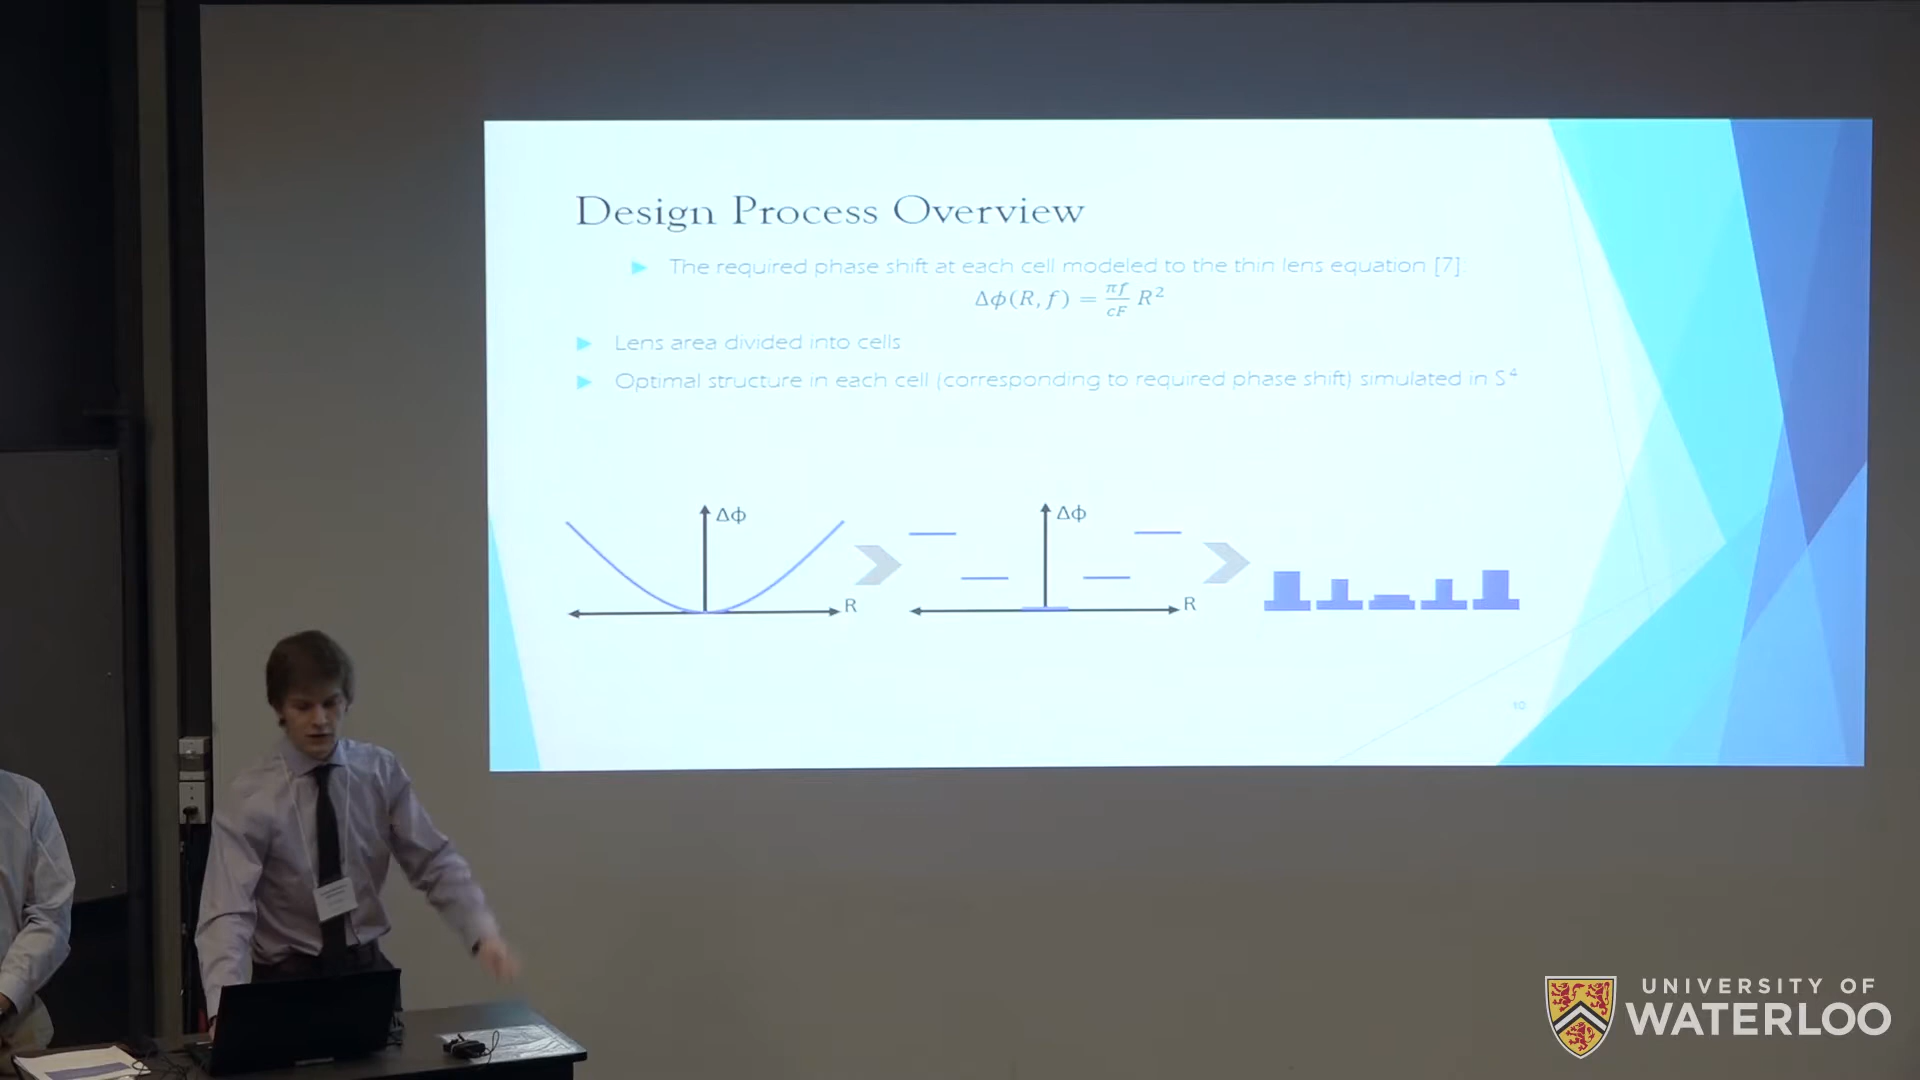 Design Process Overview
The required phase shift at each cell modeled to the thin lens equation [7]:
Δϕ(R, f) = πf/cF R²
Lens area divided into cells
Optimal structure in each cell (corresponding to required phase shift) simulated in S⁴
Δϕ
R
Δϕ
R
10
UNIVERSITY OF
WATERLOO